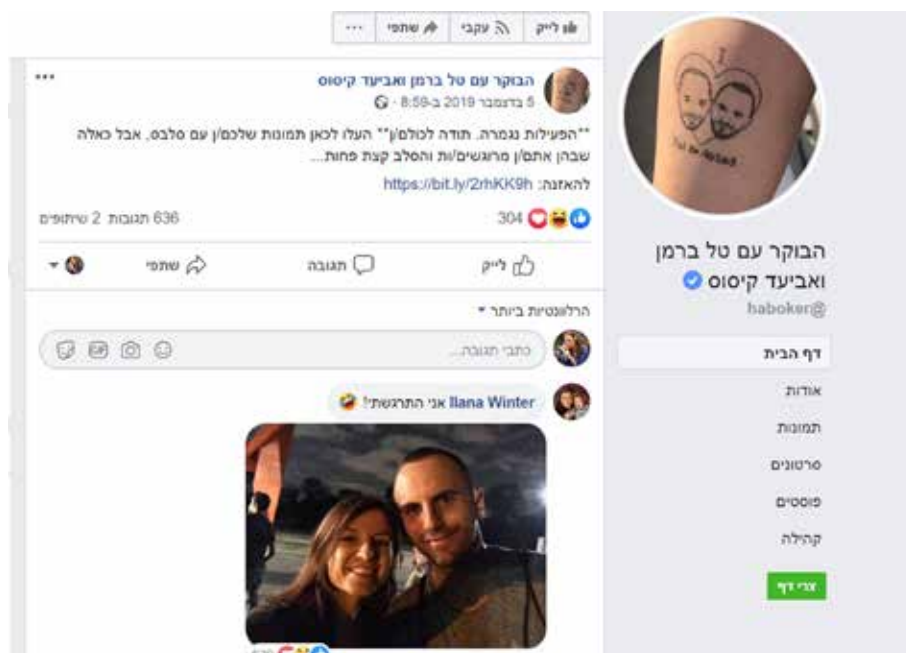 לייק
עקבי
שתפי
הבוקר עם טל ברמן ואביעד קיסוס
5 בדצמבר 2019 ב-8:59
**הפעילות נגמרה. תודה לכולם/ן** העלו לכאן תמונות שלכם/ן עם סלבס, אבל כאלה
שבהן אתם/ן מרוגשים/ות והסלב קצת פחות...
להאזנה: https://bit.ly/2rhKK9h
304
636 תגובות 2 שיתופים
לייק
תגובה
שתפי
הרלוונטיות ביותר
כתבי תגובה...
GIF
Ilana Winter אני התרגשתי!
הבוקר עם טל ברמן
ואביעד קיסוס
@haboker
דף הבית
אודות
תמונות
סרטונים
פוסטים
קהילה
צרי דף